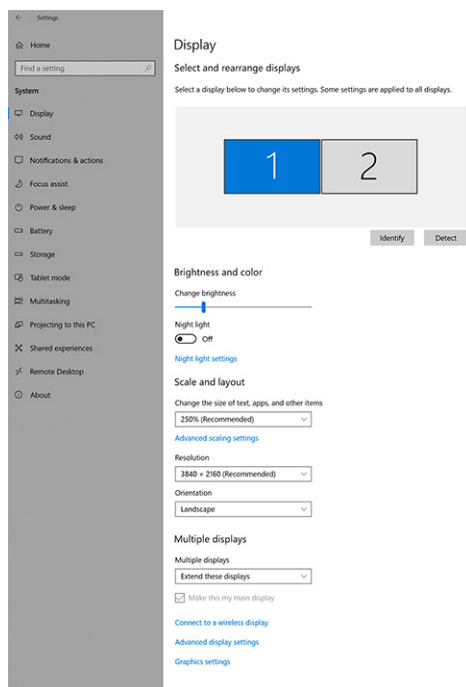 Settings
Home
Find a setting
System
Display
Sound
Notifications & actions
Focus assist
Power & sleep
Battery
Storage
Tablet mode
Multitasking
Projecting to this PC
Shared experiences
Remote Desktop
About
Display
Select and rearrange displays
Select a display below to change its settings. Some settings are applied to all displays.
1
2
Identify
Detect
Brightness and color
Change brightness
Night light
Off
Night light settings
Scale and layout
Change the size of text, apps, and other items
250% (Recommended)
Advanced scaling settings
Resolution
3840 × 2160 (Recommended)
Orientation
Landscape
Multiple displays
Multiple displays
Extend these displays
Make this my main display
Connect to a wireless display
Advanced display settings
Graphics settings